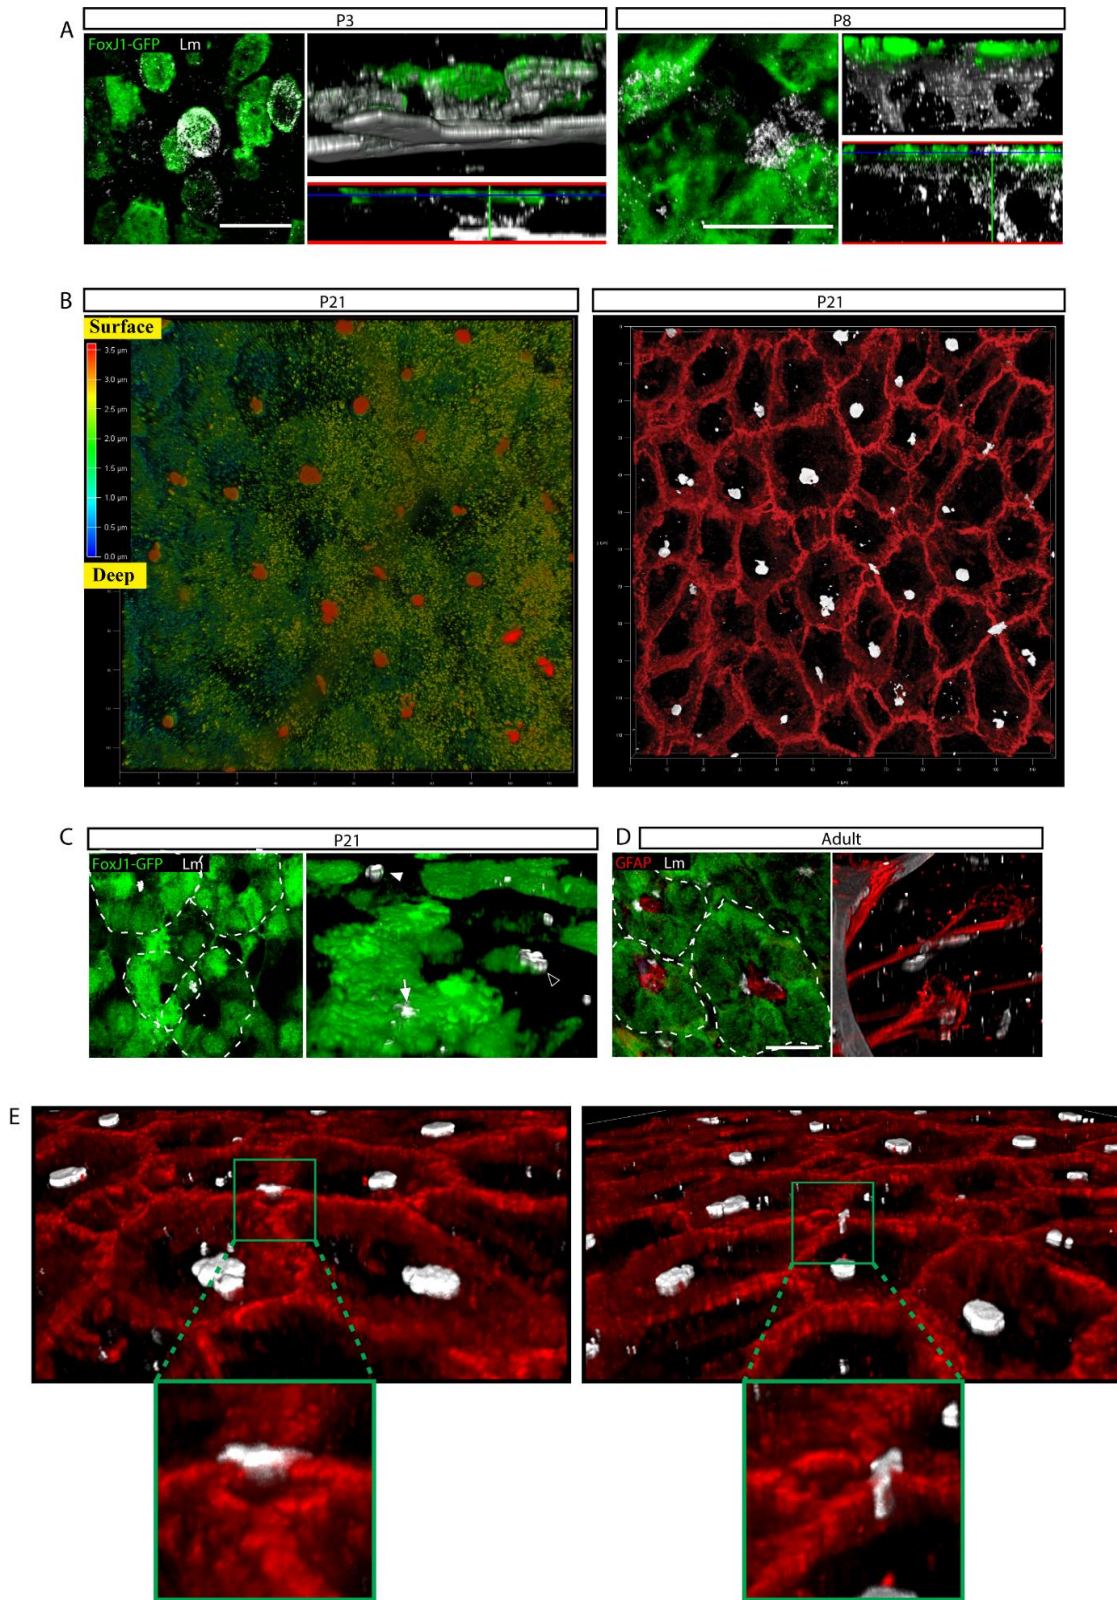 A
P3
P8
FoxJ1-GFP Lm
B
P21
P21
Surface
3.5 µm
3.0 µm
2.5 µm
2.0 µm
1.5 µm
1.0 µm
0.5 µm
0.0 µm
Deep
C
P21
D
Adult
FoxJ1-GFP Lm
GFAP Lm
E